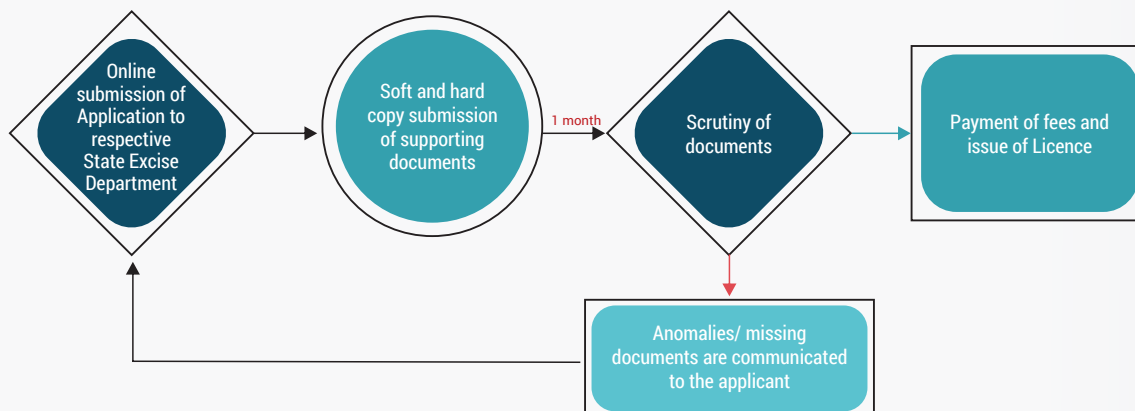 Online
submission of
Application to
respective
State Excise
Department
Soft and hard
copy submission
of supporting
documents
1 month
Scrutiny of
documents
Payment of fees and
issue of Licence
Anomalies/ missing
documents are communicated
to the applicant